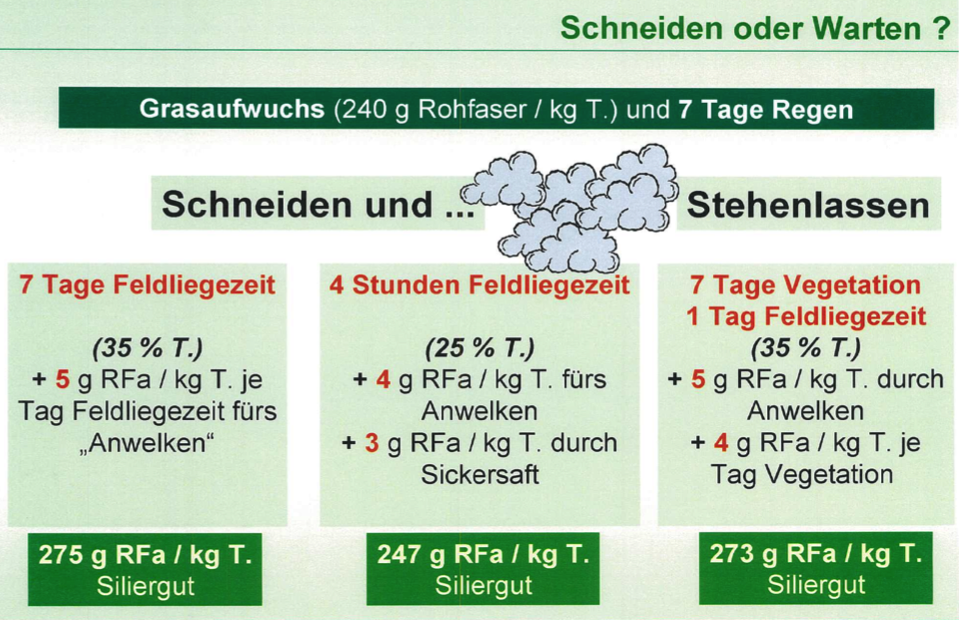 Schneiden oder Warten ?
Grasaufwuchs (240 g Rohfaser / kg T.) und 7 Tage Regen
Schneiden und ...
Stehenlassen
7 Tage Feldliegezeit
(35 % T.)
+ 5 g RFa / kg T. je
Tag Feldliegezeit fürs
„Anwelken“
275 g RFa / kg T.
Siliergut
4 Stunden Feldliegezeit
(25 % T.)
+ 4 g RFa / kg T. fürs
Anwelken
+ 3 g RFa / kg T. durch
Sickersaft
247 g RFa / kg T.
Siliergut
7 Tage Vegetation
1 Tag Feldliegezeit
(35 % T.)
+ 5 g RFa / kg T. durch
Anwelken
+ 4 g RFa / kg T. je
Tag Vegetation
273 g RFa / kg T.
Siliergut